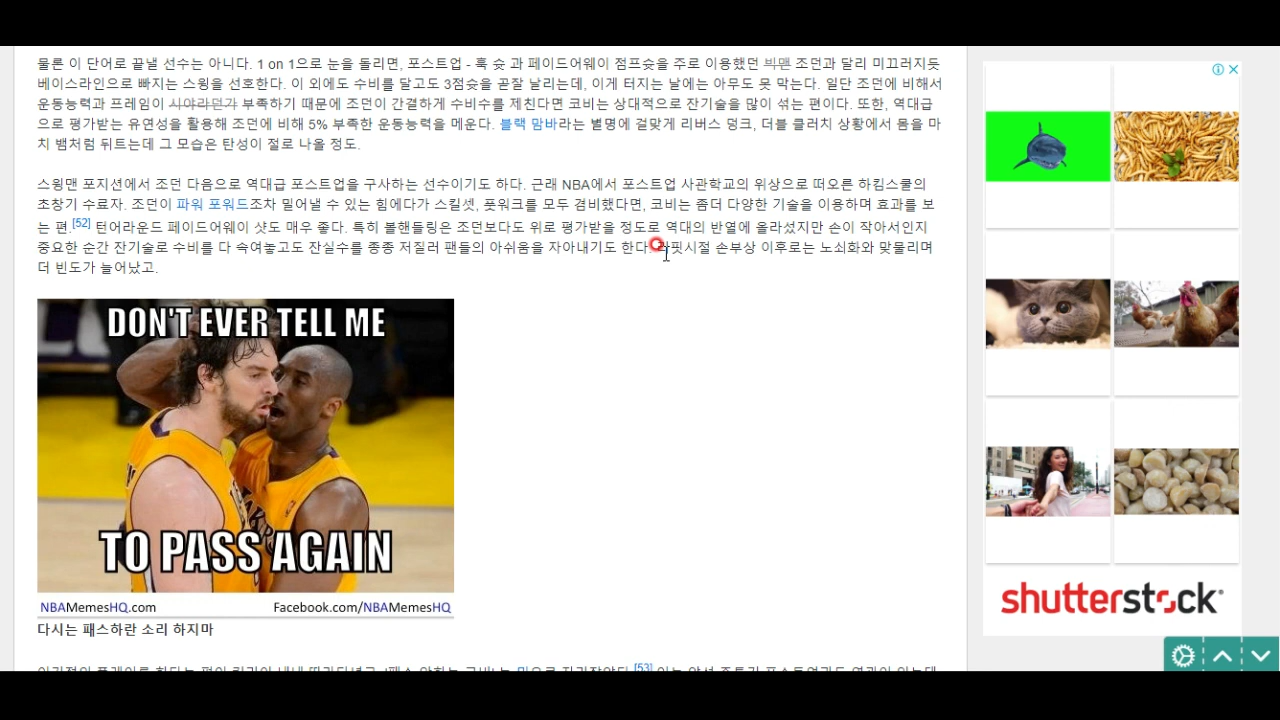 물론 이 단어로 끝낼 선수는 아니다. 1 on 1으로 눈을 돌리면, 포스트업 - 훅 슛 과 페이드어웨이 점프슛을 주로 이용했던 빅맨 조던과 달리 미끄러지듯
베이스라인으로 빠지는 스윙을 선호한다. 이 외에도 수비를 달고도 3점슛을 곧잘 날리는데, 이게 터지는 날에는 아무도 못 막는다. 일단 조던에 비해서
운동능력과 프레임이 시야라던가 부족하기 때문에 조던이 간결하게 수비수를 제친다면 코비는 상대적으로 잔기술을 많이 섞는 편이다. 또한, 역대급
으로 평가받는 유연성을 활용해 조던에 비해 5% 부족한 운동능력을 메운다. 블랙 맘바라는 별명에 걸맞게 리버스 덩크, 더블 클러치 상황에서 몸을 마
치 뱀처럼 뒤트는데 그 모습은 탄성이 절로 나올 정도.
스윙맨 포지션에서 조던 다음으로 역대급 포스트업을 구사하는 선수이기도 하다. 근래 NBA에서 포스트업 사관학교의 위상으로 떠오른 하킴스쿨의
초창기 수료자. 조던이 파워 포워드조차 밀어낼 수 있는 힘에다가 스킬셋, 풋워크를 모두 겸비했다면, 코비는 좀더 다양한 기술을 이용하며 효과를 보
는 편.[52] 턴어라운드 페이드어웨이 샷도 매우 좋다. 특히 볼핸들링은 조던보다도 위로 평가받을 정도로 역대의 반열에 올라섰지만 손이 작아서인지
중요한 순간 잔기술로 수비를 다 속여놓고도 잔실수를 종종 저질러 팬들의 아쉬움을 자아내기도 한다. 손부상 이후로는 노쇠화와 맞물리며
더 빈도가 늘어났고.
DON'T EVER TELL ME
TO PASS AGAIN
NBAMemesHQ.com Facebook.com/NBAMemesHQ
다시는 패스하란 소리 하지마
[53]
shutterstock